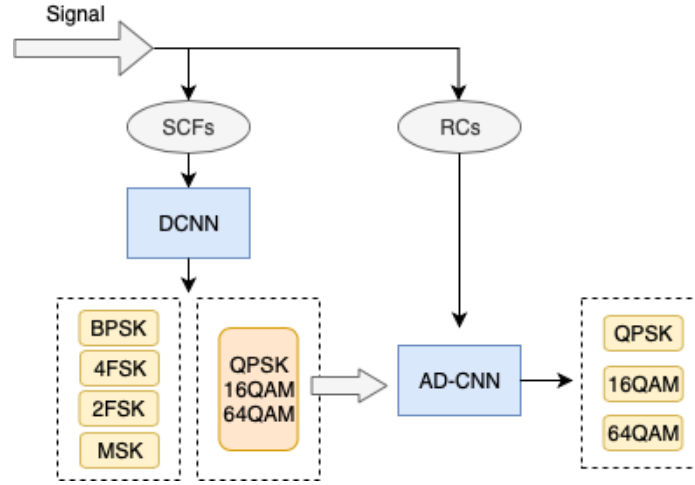 Signal
SCFs
RCs
DCNN
BPSK
4FSK
2FSK
MSK
QPSK
16QAM
64QAM
AD-CNN
QPSK
16QAM
64QAM